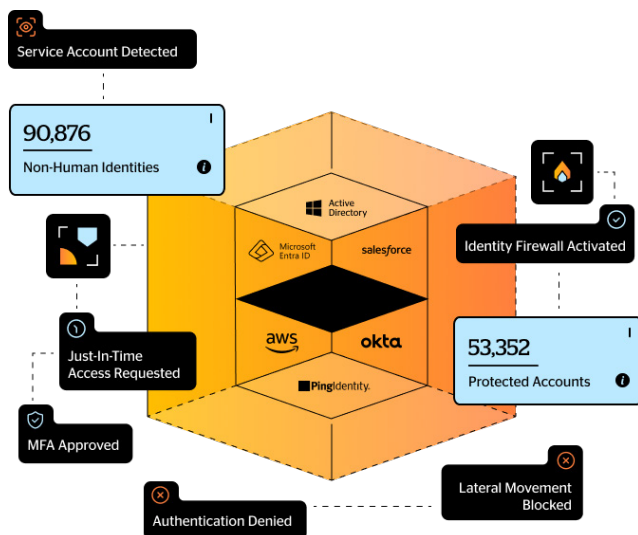 Service Account Detected
90,876
Non-Human Identities
i
Active
Directory
Microsoft
Entra ID
salesforce
Identity Firewall Activated
aws
okta
Just-In-Time
Access Requested
53,352
Protected Accounts
i
PingIdentity.
MFA Approved
Lateral Movement
Blocked
Authentication Denied